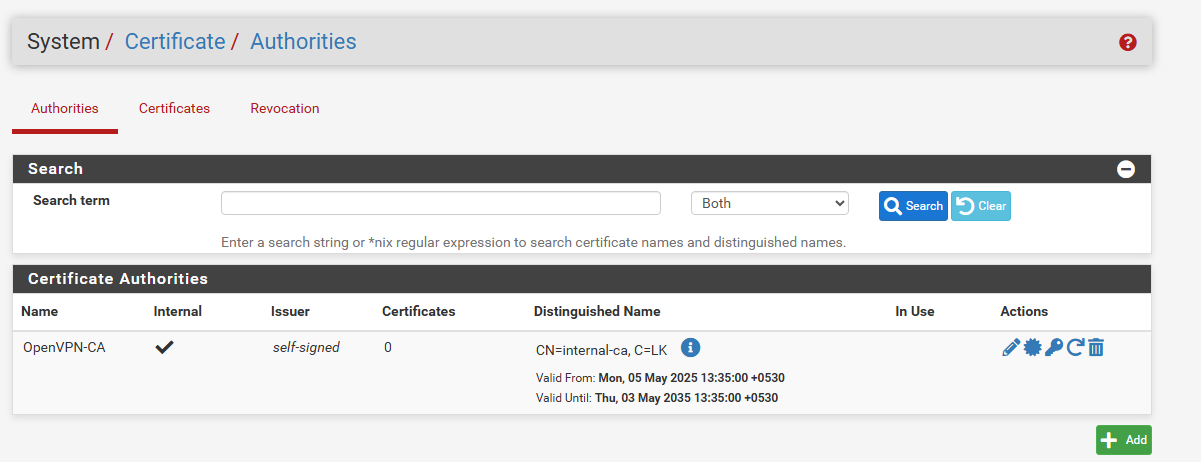 System / Certificate / Authorities
Authorities Certificates Revocation
Search
Search term Both Search Clear
Enter a search string or *nix regular expression to search certificate names and distinguished names.
Certificate Authorities
Name Internal Issuer Certificates Distinguished Name In Use Actions
OpenVPN-CA self-signed 0 CN=internal-ca, C=LK
Valid From: Mon, 05 May 2025 13:35:00 +0530
Valid Until: Thu, 03 May 2035 13:35:00 +0530
Add